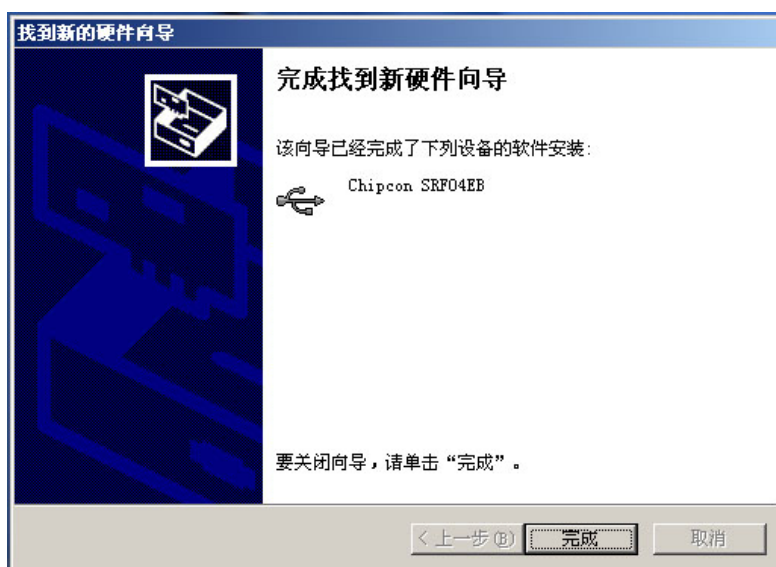 找到新的硬件向导
完成找到新硬件向导
该向导已经完成了下列设备的软件安装:
Chipcon SRF04EB
要关闭向导，请单击“完成”。
< 上一步(B)
完成
取消